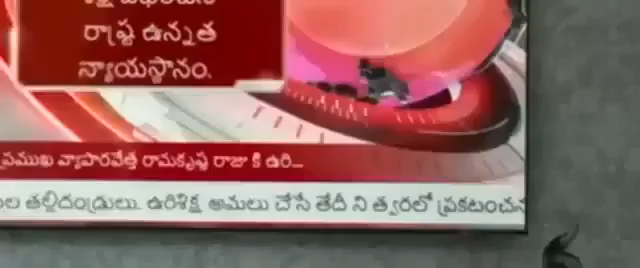 రాష్ట్ర ఉన్నత
న్యాయస్థానం.
ప్రముఖ వ్యాపారవేత్త రామకృష్ణ రాజు కి ఉరి...
తల్లిదండ్రులు. ఉరిశిక్ష అమలు చేసే తేదీ ని త్వరలో